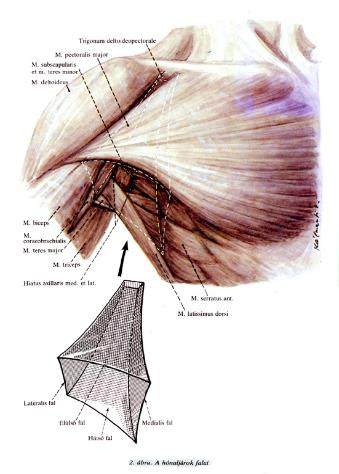 Trigonum deltoideopectorale
M. pectoralis major
M. subscapularis
et m. teres minor
M. deltoideus
M. biceps
M.
coracobrachialis
M. teres major
M. triceps
Hiatus axillaris med. et lat.
M. serratus ant.
M. latissimus dorsi
Lateralis fal
Elülső fal
Hátsó fal
Medialis fal
2. ábra. A hónaljárok falai